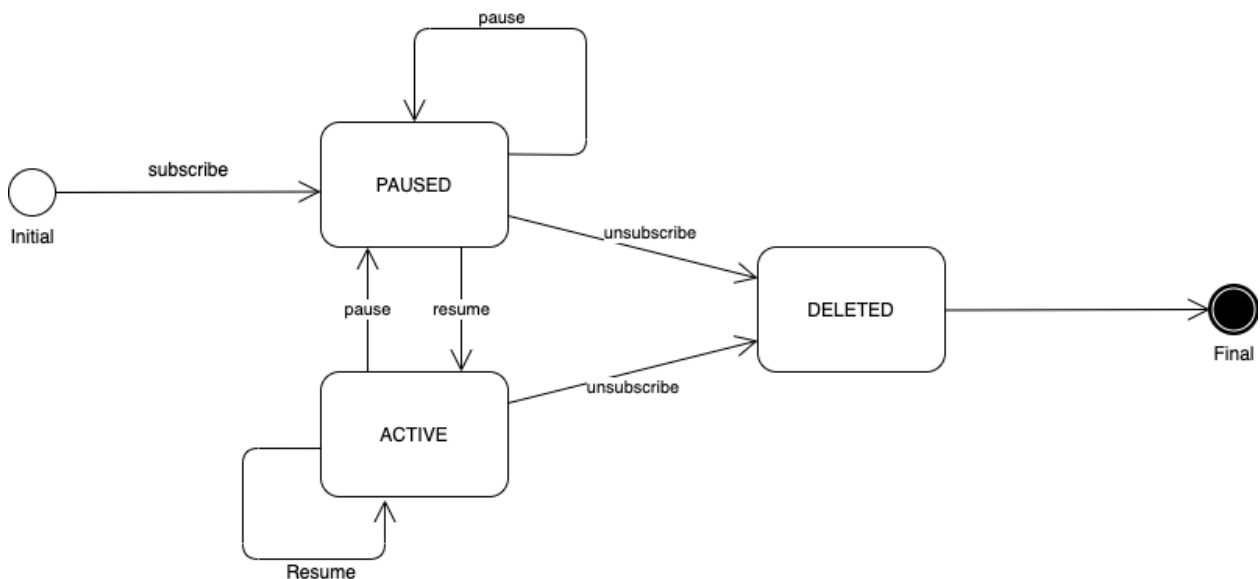 pause
subscribe
PAUSED
Initial
unsubscribe
pause
resume
DELETED
Final
unsubscribe
ACTIVE
Resume